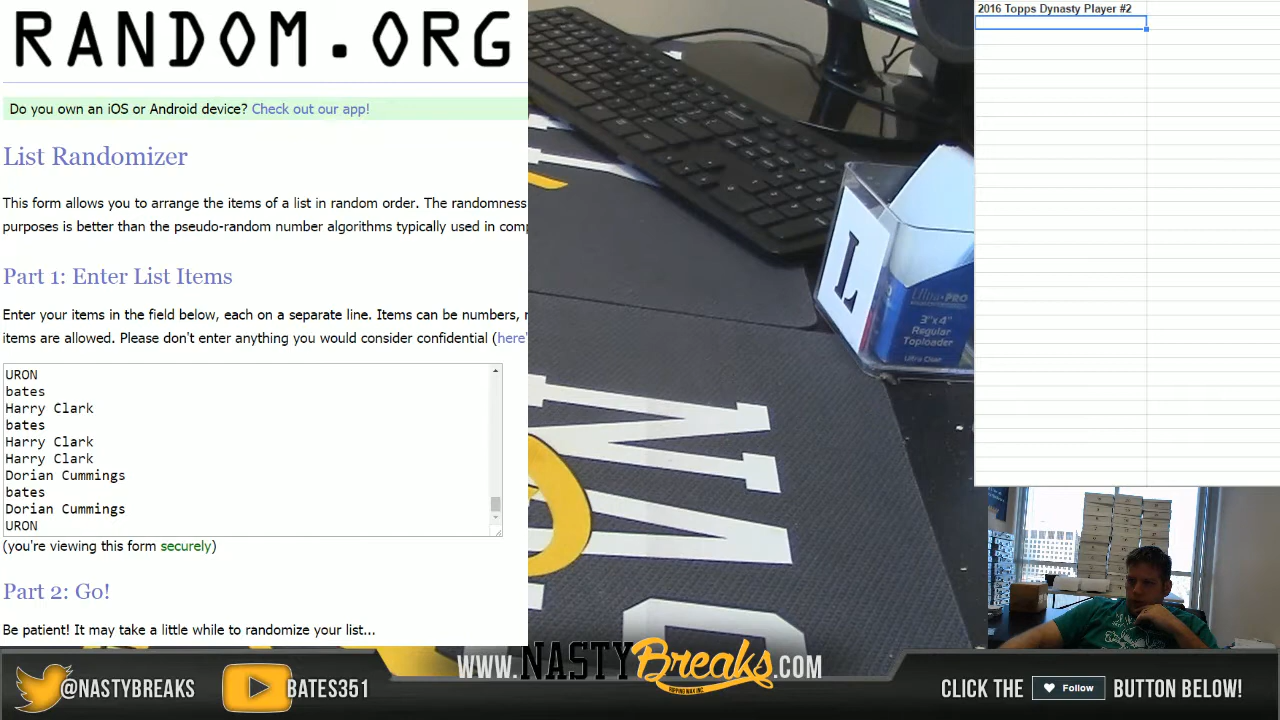 RANDOM.ORG
Do you own an iOS or Android device? Check out our app!
List Randomizer
This form allows you to arrange the items of a list in random order. The randomness
purposes is better than the pseudo-random number algorithms typically used in com
Part 1: Enter List Items
Enter your items in the field below, each on a separate line. Items can be numbers,
items are allowed. Please don't enter anything you would consider confidential (here'
URON
bates
Harry Clark
bates
Harry Clark
Harry Clark
Dorian Cummings
bates
Dorian Cummings
URON
(you're viewing this form securely)
Part 2: Go!
Be patient! It may take a little while to randomize your list...
2016 Topps Dynasty Player #2
L
Ultra-PRO
3"x4"
Regular
Toploader
Ultra Clear
@NASTYBREAKS
BATES351
WWW.NASTYBreaks.COM
RIPPING WAX INC.
CLICK THE Follow BUTTON BELOW!